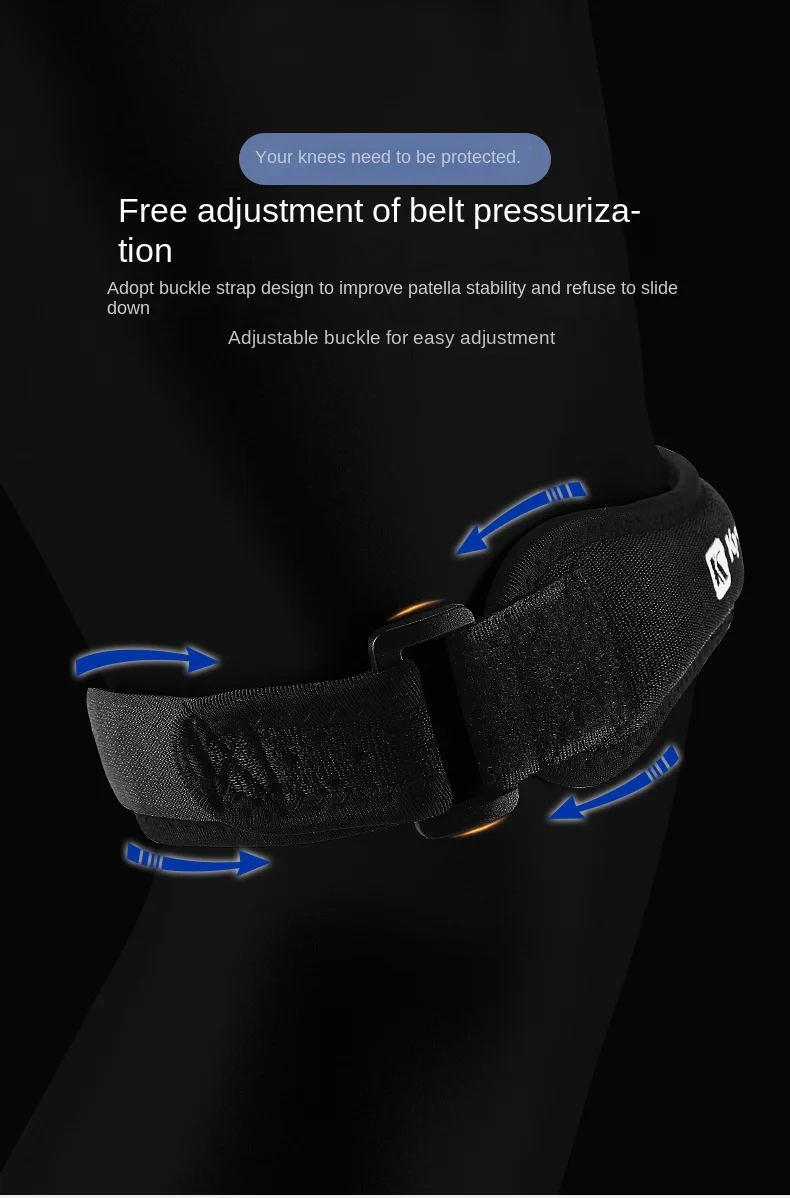 Your knees need to be protected.
Free adjustment of belt pressuriza-
tion
Adopt buckle strap design to improve patella stability and refuse to slide
down
Adjustable buckle for easy adjustment